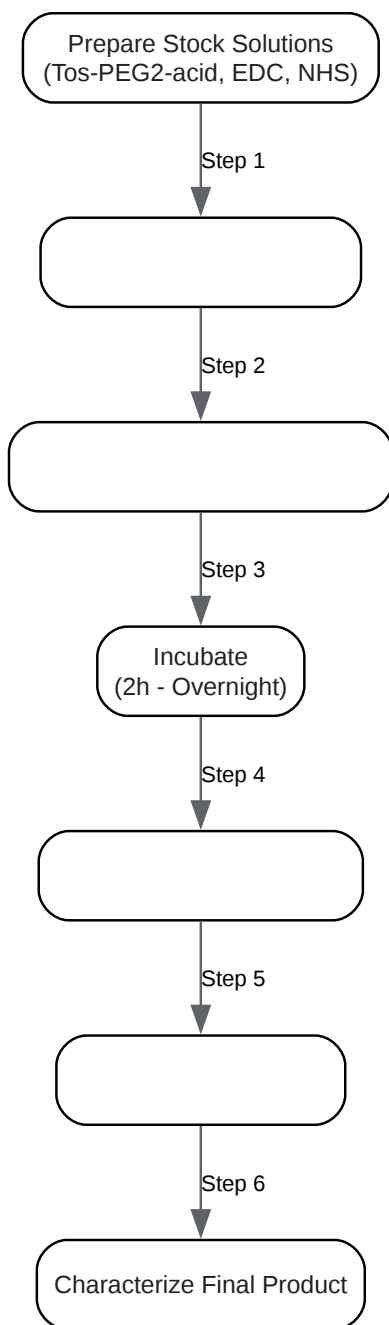 Prepare Stock Solutions
(Tos-PEG2-acid, EDC, NHS)
Step 1
Step 2
Step 3
Incubate
(2h - Overnight)
Step 4
Step 5
Step 6
Characterize Final Product